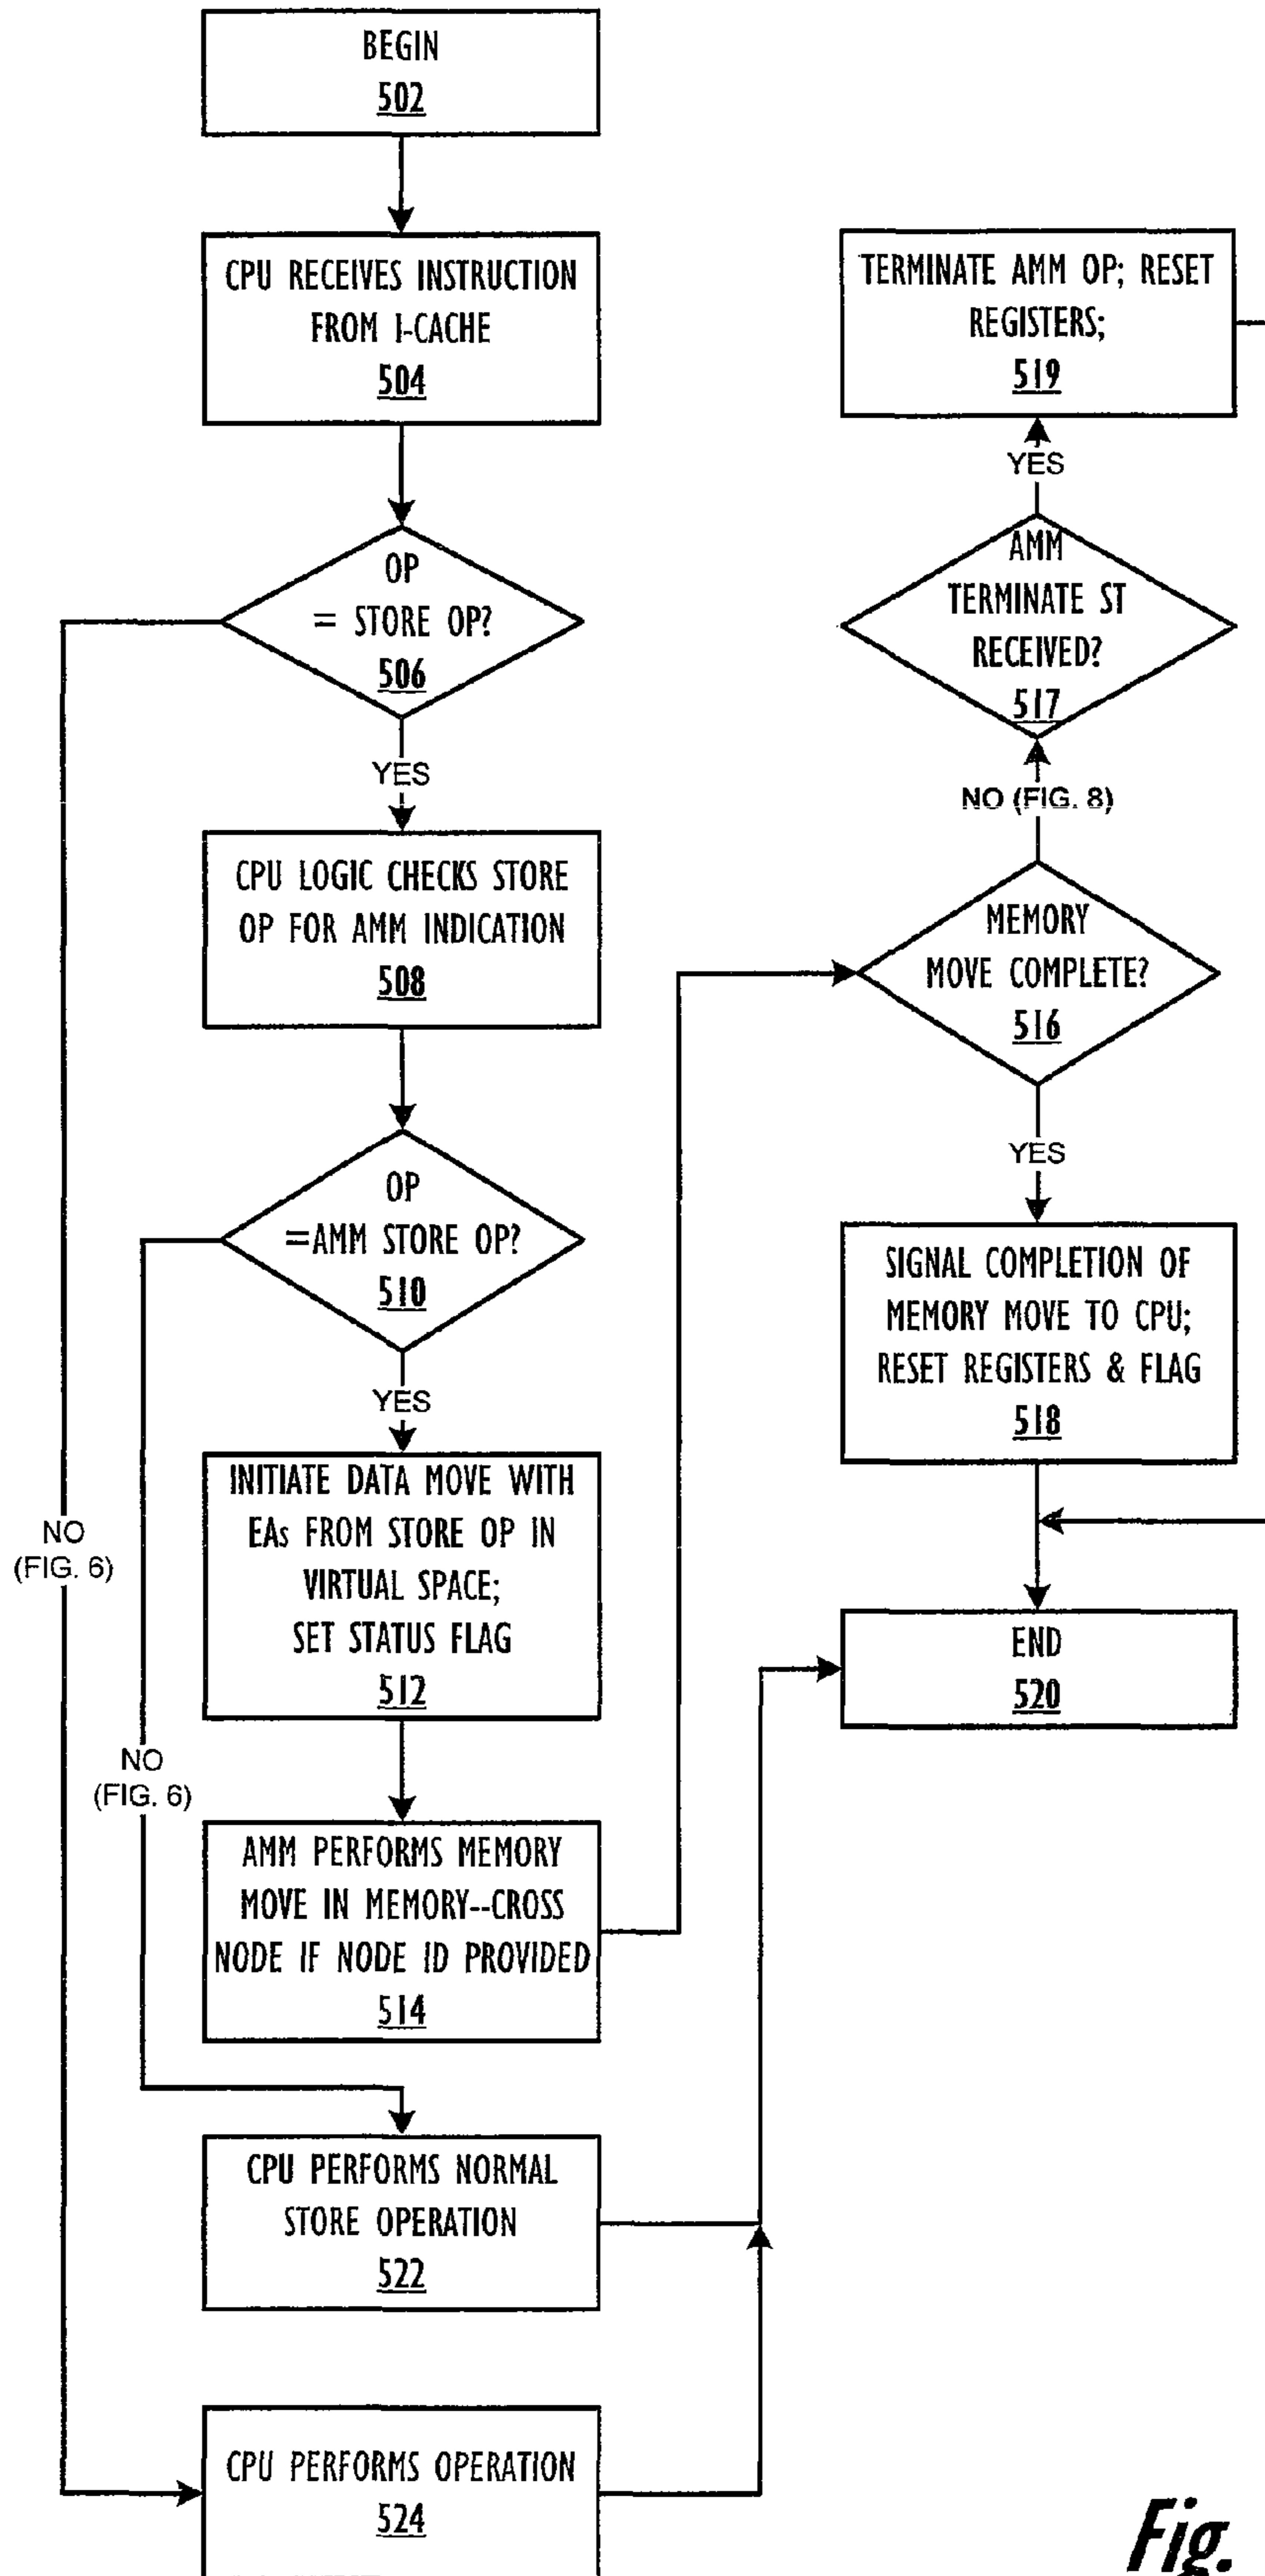 BEGIN
502
CPU RECEIVES INSTRUCTION
FROM I-CACHE
504
OP
= STORE OP?
506
YES
CPU LOGIC CHECKS STORE
OP FOR AMM INDICATION
508
OP
=AMM STORE OP?
510
YES
INITIATE DATA MOVE WITH
EAs FROM STORE OP IN
VIRTUAL SPACE;
SET STATUS FLAG
512
NO
(FIG. 6)
NO
(FIG. 6)
AMM PERFORMS MEMORY
MOVE IN MEMORY--CROSS
NODE IF NODE ID PROVIDED
514
CPU PERFORMS NORMAL
STORE OPERATION
522
CPU PERFORMS OPERATION
524
TERMINATE AMM OP; RESET
REGISTERS;
519
YES
AMM
TERMINATE ST
RECEIVED?
517
NO (FIG. 8)
MEMORY
MOVE COMPLETE?
516
YES
SIGNAL COMPLETION OF
MEMORY MOVE TO CPU;
RESET REGISTERS & FLAG
518
END
520
Fig.